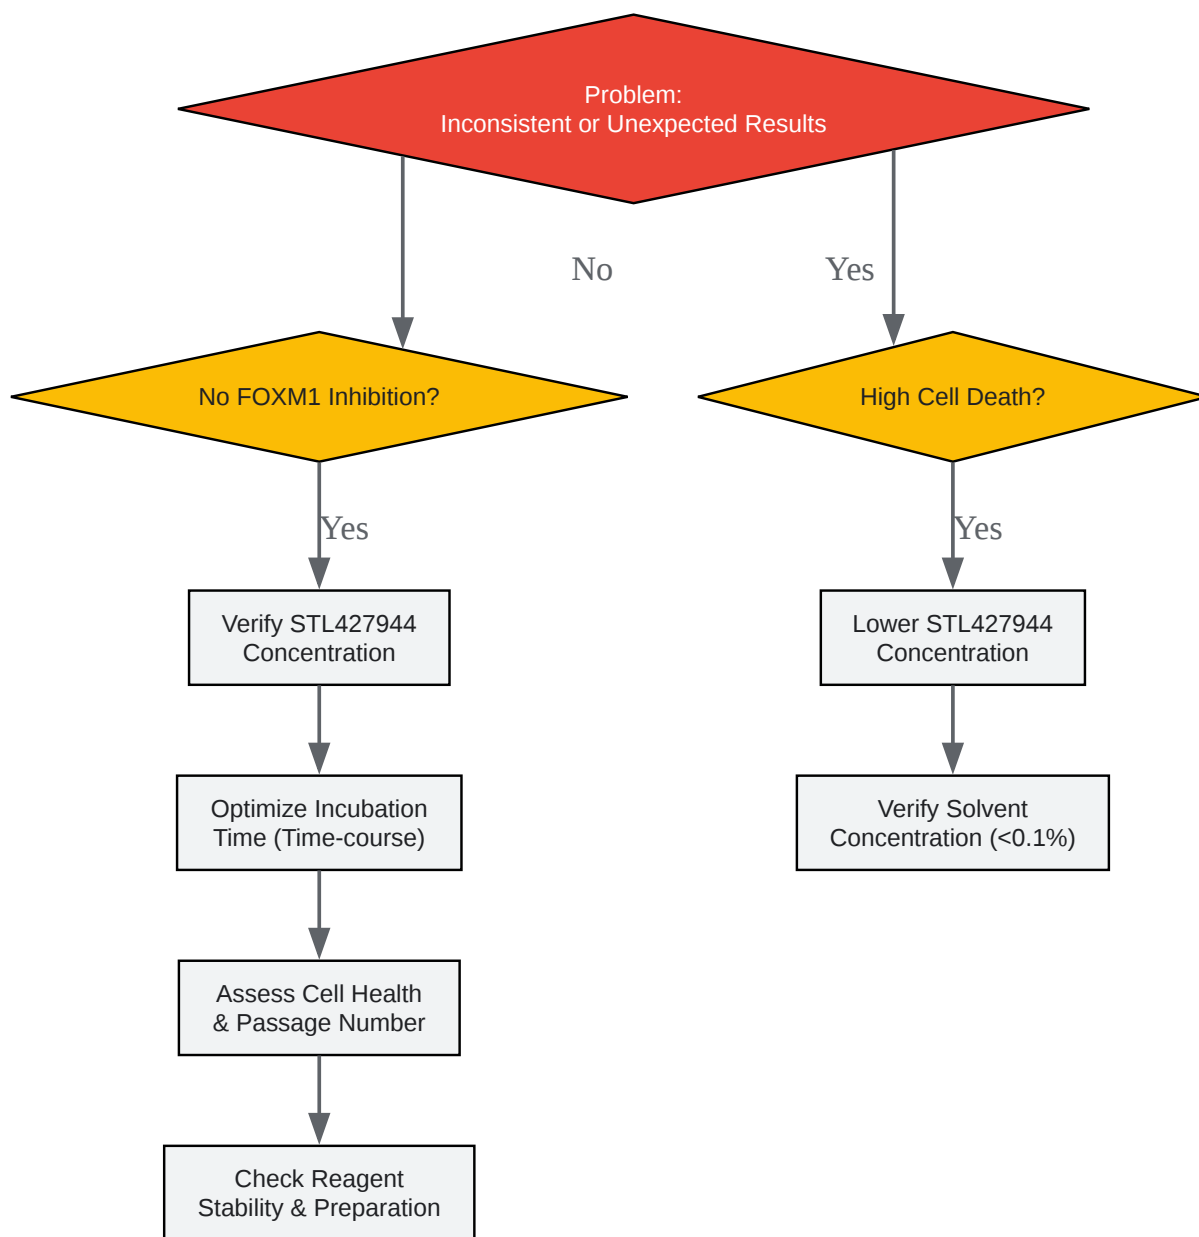 Problem:
Inconsistent or Unexpected Results
No
Yes
No FOXM1 Inhibition?
High Cell Death?
Yes
Yes
Verify STL427944
Concentration
Lower STL427944
Concentration
Optimize Incubation
Time (Time-course)
Verify Solvent
Concentration (<0.1%)
Assess Cell Health
& Passage Number
Check Reagent
Stability & Preparation